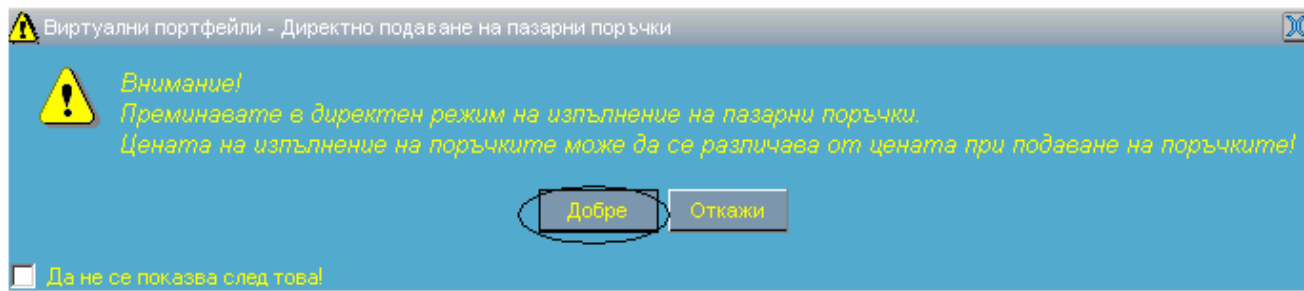 Виртуални портфейли - Директно подаване на пазарни поръчки
Внимание!
Преминавате в директен режим на изпълнение на пазарни поръчки.
Цената на изпълнение на поръчките може да се различава от цената при подаване на поръчките!
Добре Откажи
Да не се показва след това!